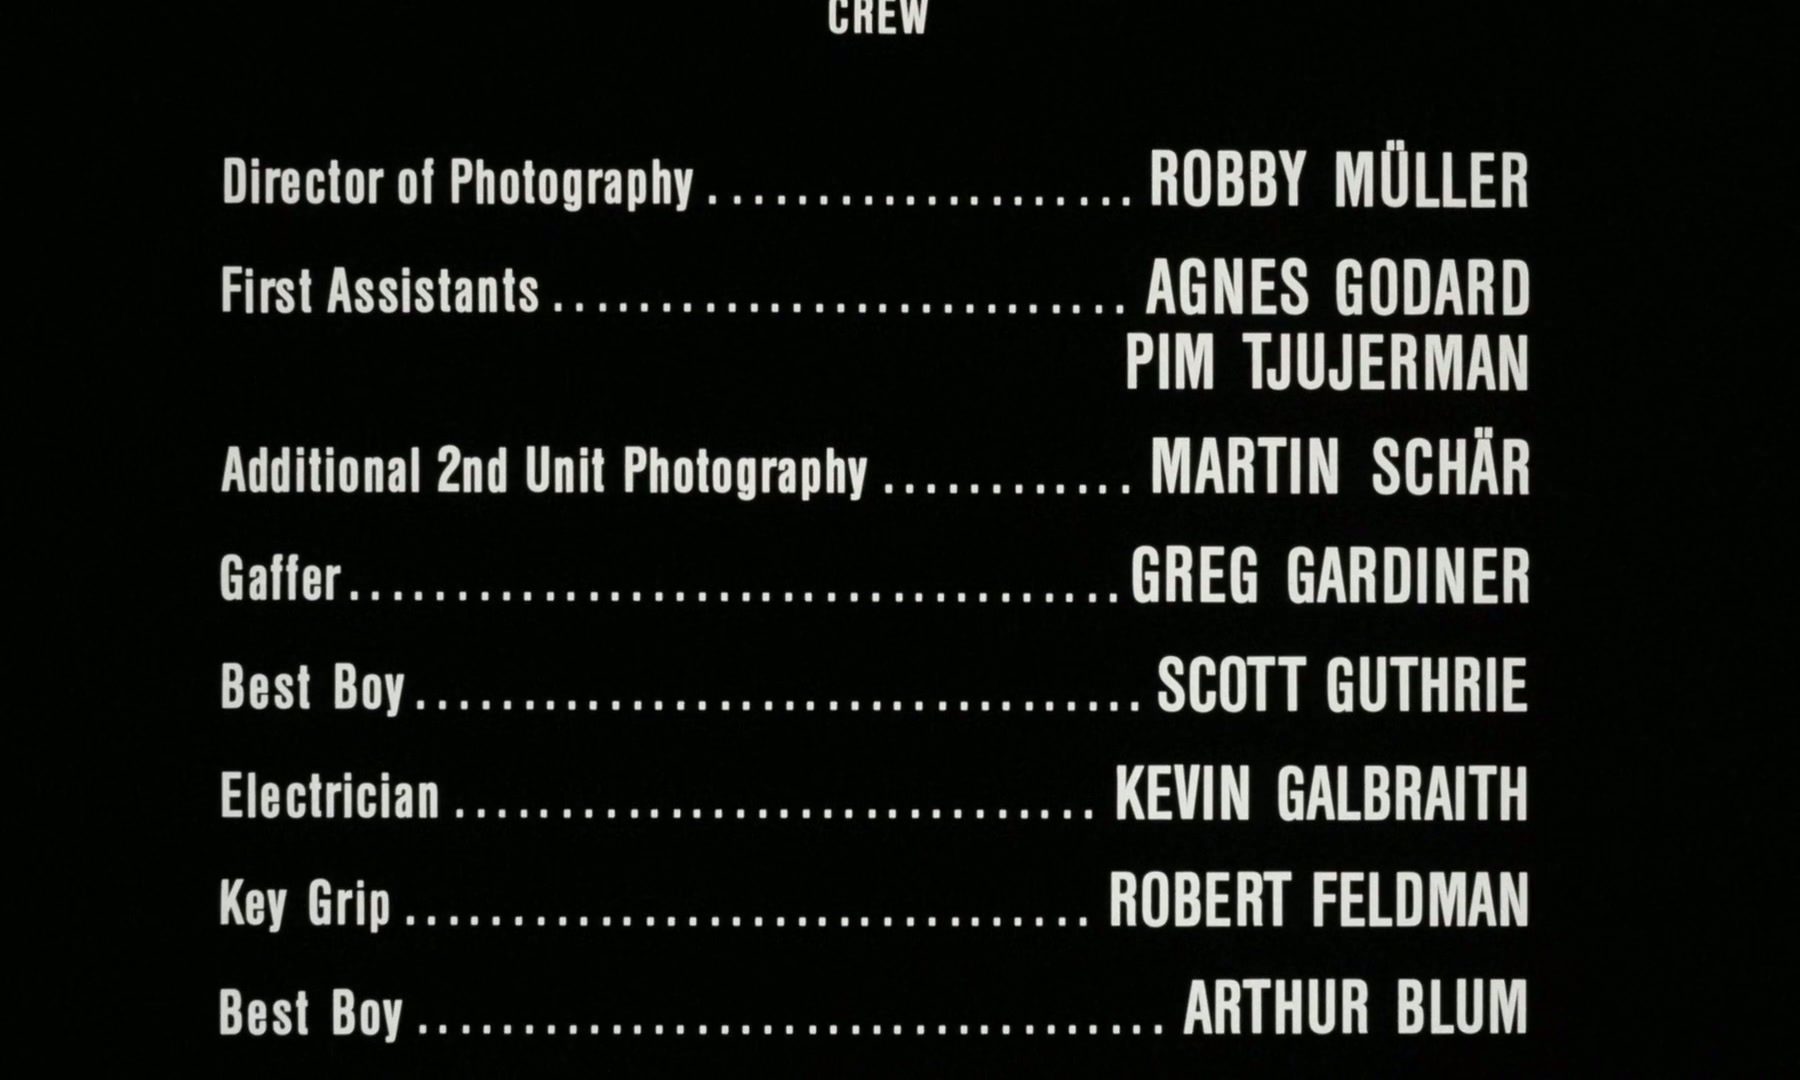 CREW
Director of Photography .................... ROBBY MÜLLER
First Assistants ........................... AGNES GODARD
PIM TJUJERMAN
Additional 2nd Unit Photography ............ MARTIN SCHÄR
Gaffer .................................... GREG GARDINER
Best Boy .................................. SCOTT GUTHRIE
Electrician .............................. KEVIN GALBRAITH
Key Grip ................................ ROBERT FELDMAN
Best Boy ................................... ARTHUR BLUM